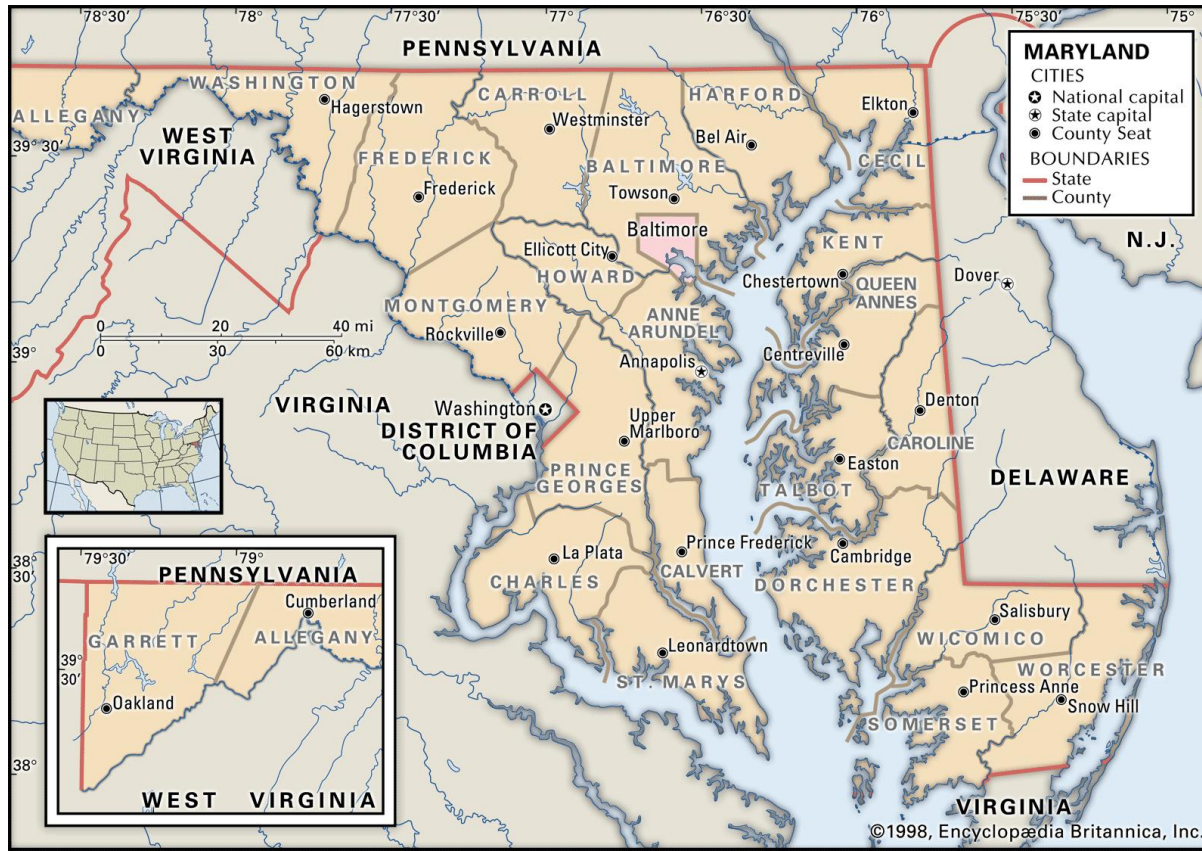 78°30'
78°
77°30'
77°
76°30'
76°
75°30'
75°
PENNSYLVANIA
MARYLAND
CITIES
National capital
State capital
County Seat
BOUNDARIES
State
County
WASHINGTON
Hagerstown
ALLEGANY
CARROLL
Westminster
HARFORD
Bel Air
Elkton
CECIL
39°30'
WEST
VIRGINIA
FREDERICK
Frederick
BALTIMORE
Towson
Baltimore
KENT
N.J.
Ellicott City
HOWARD
Chestertown
QUEEN
ANNES
Dover
MONTGOMERY
Rockville
ANNE
ARUNDEL
Annapolis
Centreville
0 20 40 mi
0 30 60 km
39°
VIRGINIA
Washington
DISTRICT OF
COLUMBIA
Upper
Marlboro
Denton
CAROLINE
PRINCE
GEORGES
Easton
TALBOT
DELAWARE
38°
30'
La Plata
CHARLES
Prince Frederick
CALVERT
Cambridge
DORCHESTER
Salisbury
WICOMICO
Leonardtown
ST. MARYS
WORCESTER
Princess Anne
Snow Hill
SOMERSET
38°
VIRGINIA
79°30'
79°
PENNSYLVANIA
Cumberland
GARRETT
ALLEGANY
39°
30'
Oakland
WEST VIRGINIA
©1998, Encyclopædia Britannica, Inc.